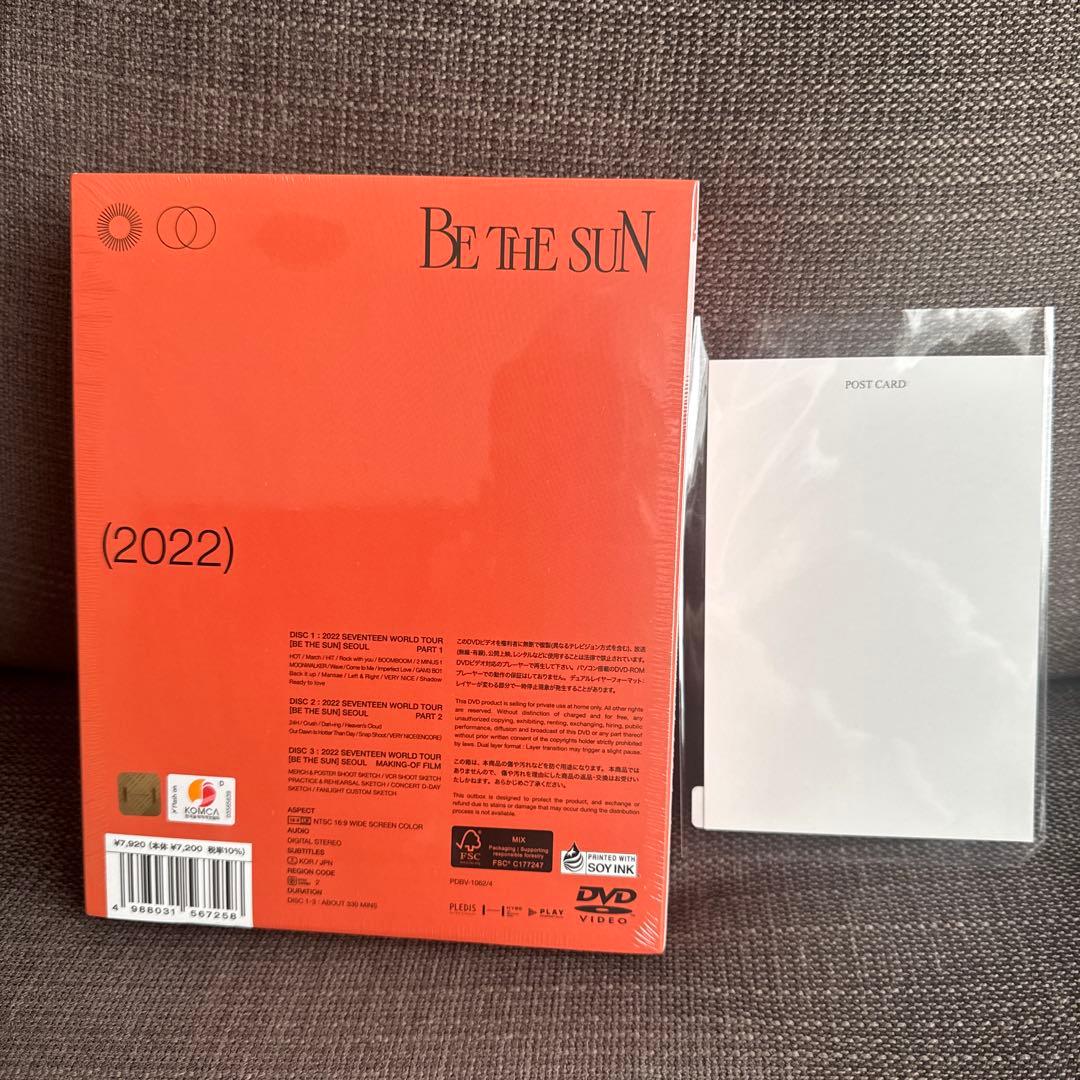 BE THE SUN
POST CARD
(2022)
DISC 1 : 2022 SEVENTEEN WORLD TOUR
[BE THE SUN] SEOUL PART 1
HOT / March / HIT / Rock with you / BOOMBOOM / 2 MINUS 1
MOONWALKER / Wave / Come to Me / Imperfect Love / GAM3 BO1
Back it up / Mansae / Left & Right / VERY NICE / Shadow
Ready to love
DISC 2 : 2022 SEVENTEEN WORLD TOUR
[BE THE SUN] SEOUL PART 2
24H / Crush / Darl+ing / Heaven's Cloud
Our Dawn Is Hotter Than Day / Snap Shoot / VERY NICE(ENCORE)
DISC 3 : 2022 SEVENTEEN WORLD TOUR
[BE THE SUN] SEOUL MAKING-OF FILM
MERCH & POSTER SHOOT SKETCH / VCR SHOOT SKETCH
PRACTICE & REHEARSAL SKETCH / CONCERT D-DAY
SKETCH / FANLIGHT CUSTOM SKETCH
ASPECT
16:9 NTSC 16:9 WIDE SCREEN COLOR
AUDIO
DIGITAL STEREO
SUBTITLES
KOR / JPN
REGION CODE
2
DURATION
DISC 1-3 : ABOUT 330 MINS
このDVDビデオを権利者に無断で複製(異なるテレビジョン方式を含む)、放送
(無線・有線)、公開上映、レンタルなどに使用することは法律で禁止されています。
DVDビデオ対応のプレーヤーで再生して下さい。パソコン搭載のDVD-ROM
プレーヤーでの動作の保証はしておりません。デュアルレイヤーフォーマット:
レイヤーが変わる部分で一時停止現象が発生することがあります。
This DVD product is selling for private use at home only. All other rights
are reserved. Without distinction of charged and for free, any
unauthorized copying, exhibiting, renting, exchanging, hiring, public
performance, diffusion and broadcast of this DVD or any part thereof
without prior written consent of the copyrights holder strictly prohibited
by laws. Dual layer format : Layer transition may trigger a slight pause.
この箱は、本商品の傷や汚れなどを防ぐ用途になります。本商品では
ありませんので、傷や汚れを理由にした商品の返品・交換はお受けい
たしかねます。あらかじめご了承ください。
This outbox is designed to protect the product, and exchange or
refund due to stains or damage that may occur during the distribution
process is not available.
FSC
MIX
Packaging | Supporting
responsible forestry
FSC® C177247
PRINTED WITH
SOY INK
PDBV-1062/4
PLEDIS
HYBE
PLAY
DVD
VIDEO
KOMCA
¥7,920 (本体 ¥7,200 税率10%)
4 988031 567258